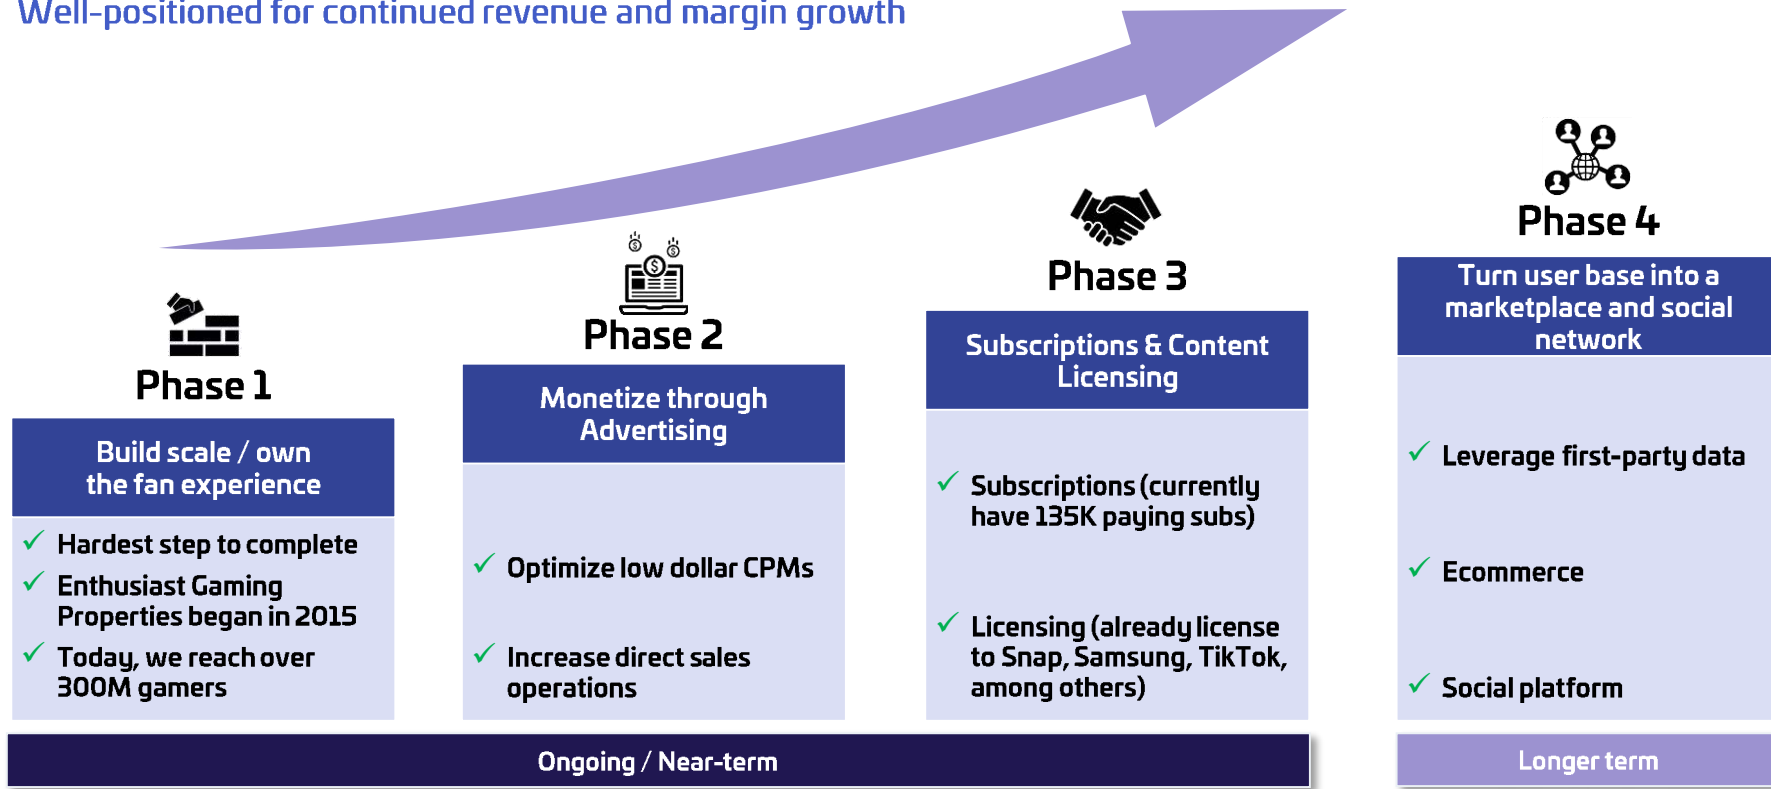 Well-positioned for continued revenue and margin growth
Phase 1
Build scale / own
the fan experience
Hardest step to complete
Enthusiast Gaming
Properties began in 2015
Today, we reach over
300M gamers
Phase 2
Monetize through
Advertising
Optimize low dollar CPMs
Increase direct sales
operations
Phase 3
Subscriptions & Content
Licensing
Subscriptions (currently
have 135K paying subs)
Licensing (already license
to Snap, Samsung, TikTok,
among others)
Phase 4
Turn user base into a
marketplace and social
network
Leverage first-party data
Ecommerce
Social platform
Ongoing / Near-term
Longer term